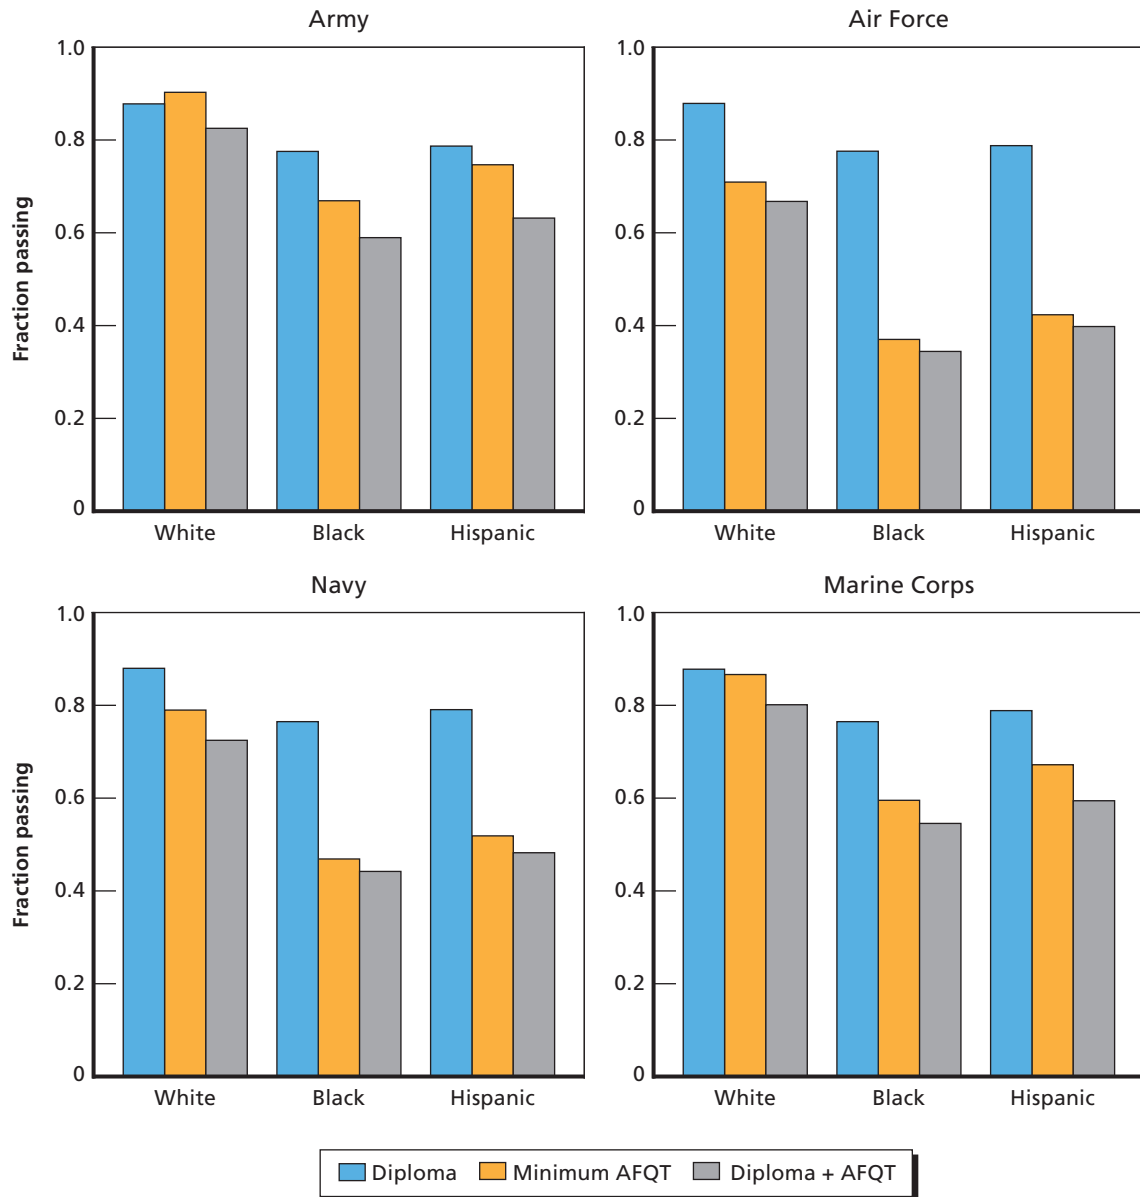 Army
Fraction passing
1.0
0.8
0.6
0.4
0.2
0
White Black Hispanic
Air Force
1.0
0.8
0.6
0.4
0.2
0
White Black Hispanic
Navy
Fraction passing
1.0
0.8
0.6
0.4
0.2
0
White Black Hispanic
Marine Corps
1.0
0.8
0.6
0.4
0.2
0
White Black Hispanic
Diploma Minimum AFQT Diploma + AFQT